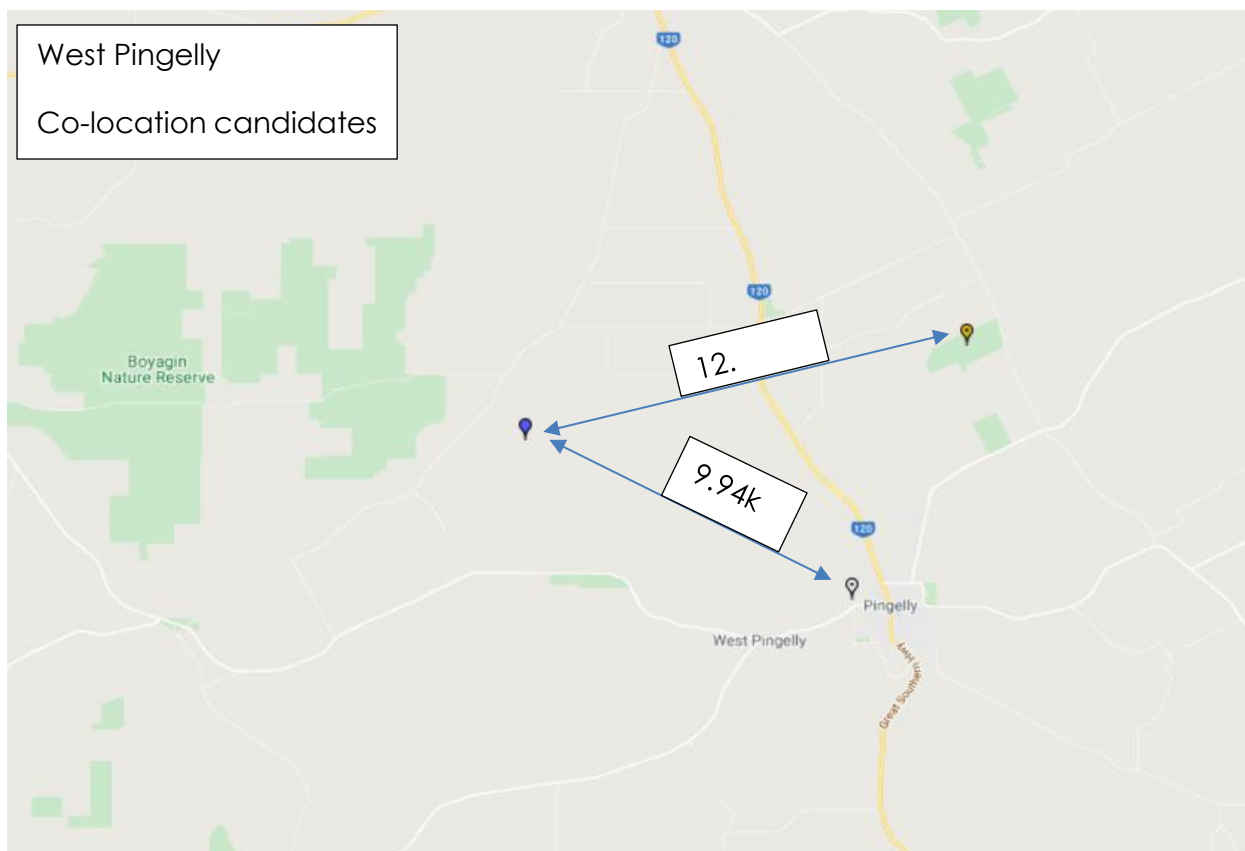 West Pingelly
Co-location candidates
120
120
Boyagin
Nature Reserve
12.
9.94k
120
Pingelly
West Pingelly
Great Southern Hwy